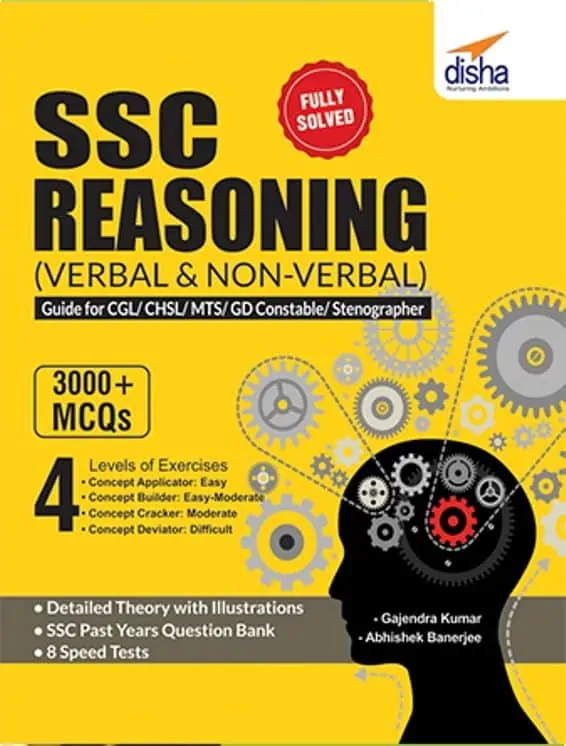 disha
Nurturing Ambitions
FULLY
SOLVED
SSC
REASONING
(VERBAL & NON-VERBAL)
Guide for CGL/ CHSL/ MTS/ GD Constable/ Stenographer
3000+
MCQs
4 Levels of Exercises
• Concept Applicator: Easy
• Concept Builder: Easy-Moderate
• Concept Cracker: Moderate
• Concept Deviator: Difficult
• Detailed Theory with Illustrations
• SSC Past Years Question Bank
• 8 Speed Tests
• Gajendra Kumar
• Abhishek Banerjee